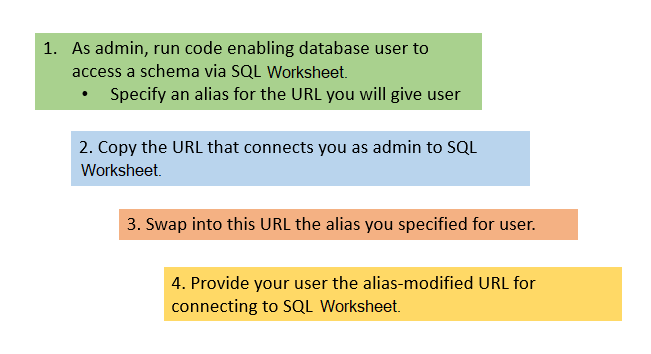 1. As admin, run code enabling database user to
access a schema via SQL Worksheet.
• Specify an alias for the URL you will give user
2. Copy the URL that connects you as admin to SQL
Worksheet.
3. Swap into this URL the alias you specified for user.
4. Provide your user the alias-modified URL for
connecting to SQL Worksheet.